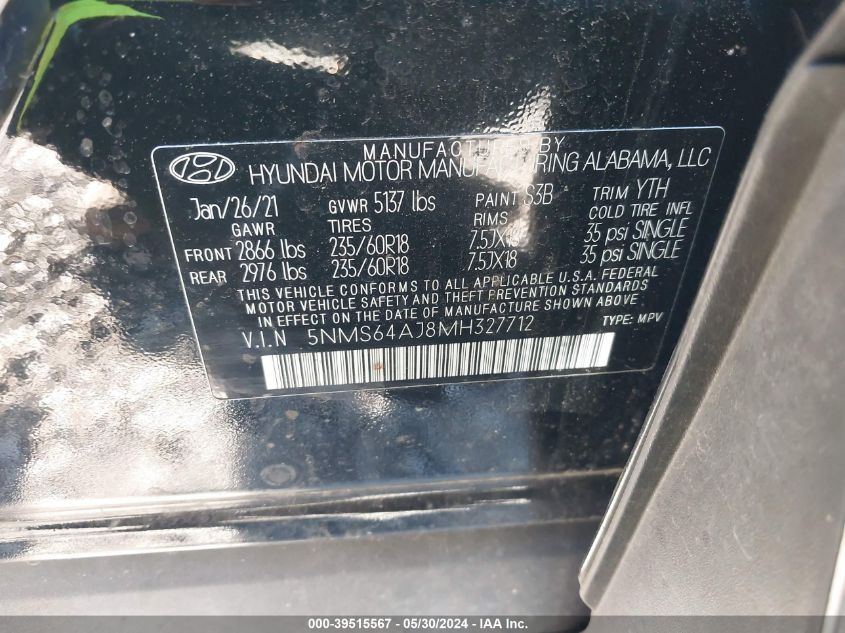 MANUFACTURED BY
HYUNDAI MOTOR MANUFACTURING ALABAMA, LLC
Jan/26/21 GVWR 5137 lbs PAINT S3B TRIM YTH
GAWR TIRES RIMS COLD TIRE INFL
FRONT 2866 lbs 235/60R18 7.5JX18 35 psi SINGLE
REAR 2976 lbs 235/60R18 7.5JX18 35 psi SINGLE
THIS VEHICLE CONFORMS TO ALL APPLICABLE U.S.A. FEDERAL
MOTOR VEHICLE SAFETY AND THEFT PREVENTION STANDARDS
IN EFFECT ON THE DATE OF MANUFACTURE SHOWN ABOVE.
V.I.N 5NMS64AJ8MH327712 TYPE: MPV
000-39515567 - 05/30/2024 - IAA Inc.